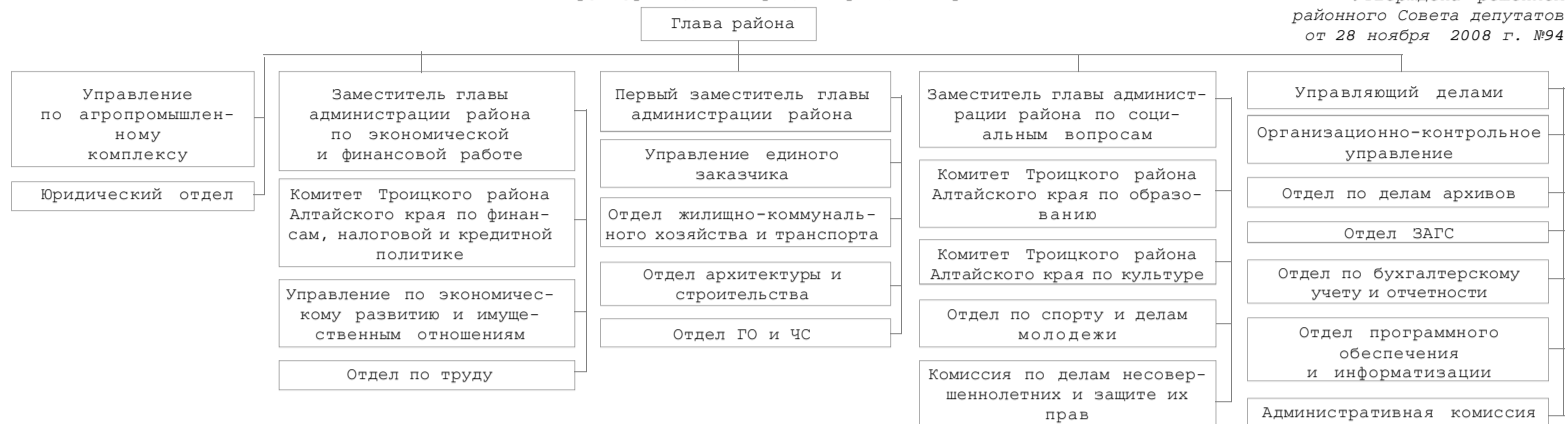 Глава района
районного Совета депутатов
от 28 ноября 2008 г. №94
Управление
по агропромышлен-
ному
комплексу
Юридический отдел
Заместитель главы
администрации района
по экономической
и финансовой работе
Комитет Троицкого района
Алтайского края по финан-
сам, налоговой и кредитной
политике
Управление по экономичес-
кому развитию и имуще-
ственным отношениям
Отдел по труду
Первый заместитель главы
администрации района
Управление единого
заказчика
Отдел жилищно-коммуналь-
ного хозяйства и транспорта
Отдел архитектуры и
строительства
Отдел ГО и ЧС
Заместитель главы админист-
рации района по соци-
альным вопросам
Комитет Троицкого района
Алтайского края по образо-
ванию
Комитет Троицкого района
Алтайского края по культуре
Отдел по спорту и делам
молодежи
Комиссия по делам несовер-
шеннолетних и защите их
прав
Управляющий делами
Организационно-контрольное
управление
Отдел по делам архивов
Отдел ЗАГС
Отдел по бухгалтерскому
учету и отчетности
Отдел программного
обеспечения
и информатизации
Административная комиссия